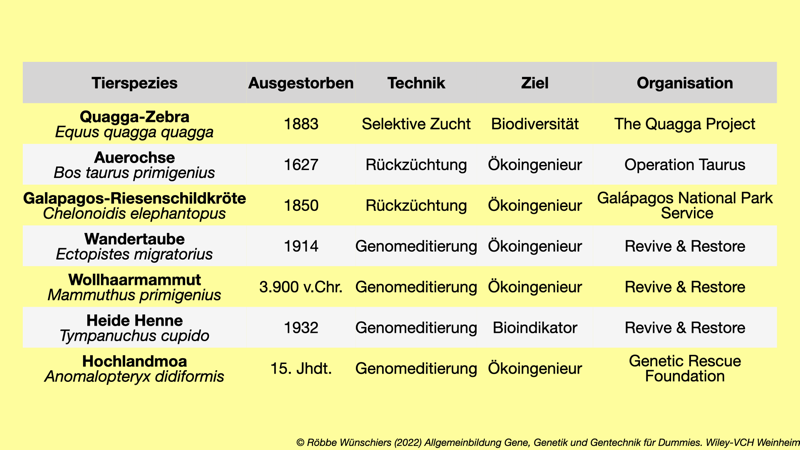 Tierspezies Ausgestorben Technik Ziel Organisation
Quagga-Zebra
Equus quagga quagga 1883 Selektive Zucht Biodiversität The Quagga Project
Auerochse
Bos taurus primigenius 1627 Rückzüchtung Ökoingenieur Operation Taurus
Galapagos-Riesenschildkröte
Chelonoidis elephantopus 1850 Rückzüchtung Ökoingenieur Galápagos National Park
Service
Wandertaube
Ectopistes migratorius 1914 Genomeditierung Ökoingenieur Revive & Restore
Wollhaarmammut
Mammuthus primigenius 3.900 v.Chr. Genomeditierung Ökoingenieur Revive & Restore
Heide Henne
Tympanuchus cupido 1932 Genomeditierung Bioindikator Revive & Restore
Hochlandmoa
Anomalopteryx didiformis 15. Jhdt. Genomeditierung Ökoingenieur Genetic Rescue
Foundation
© Röbbe Wünschiers (2022) Allgemeinbildung Gene, Genetik und Gentechnik für Dummies. Wiley-VCH Weinheim